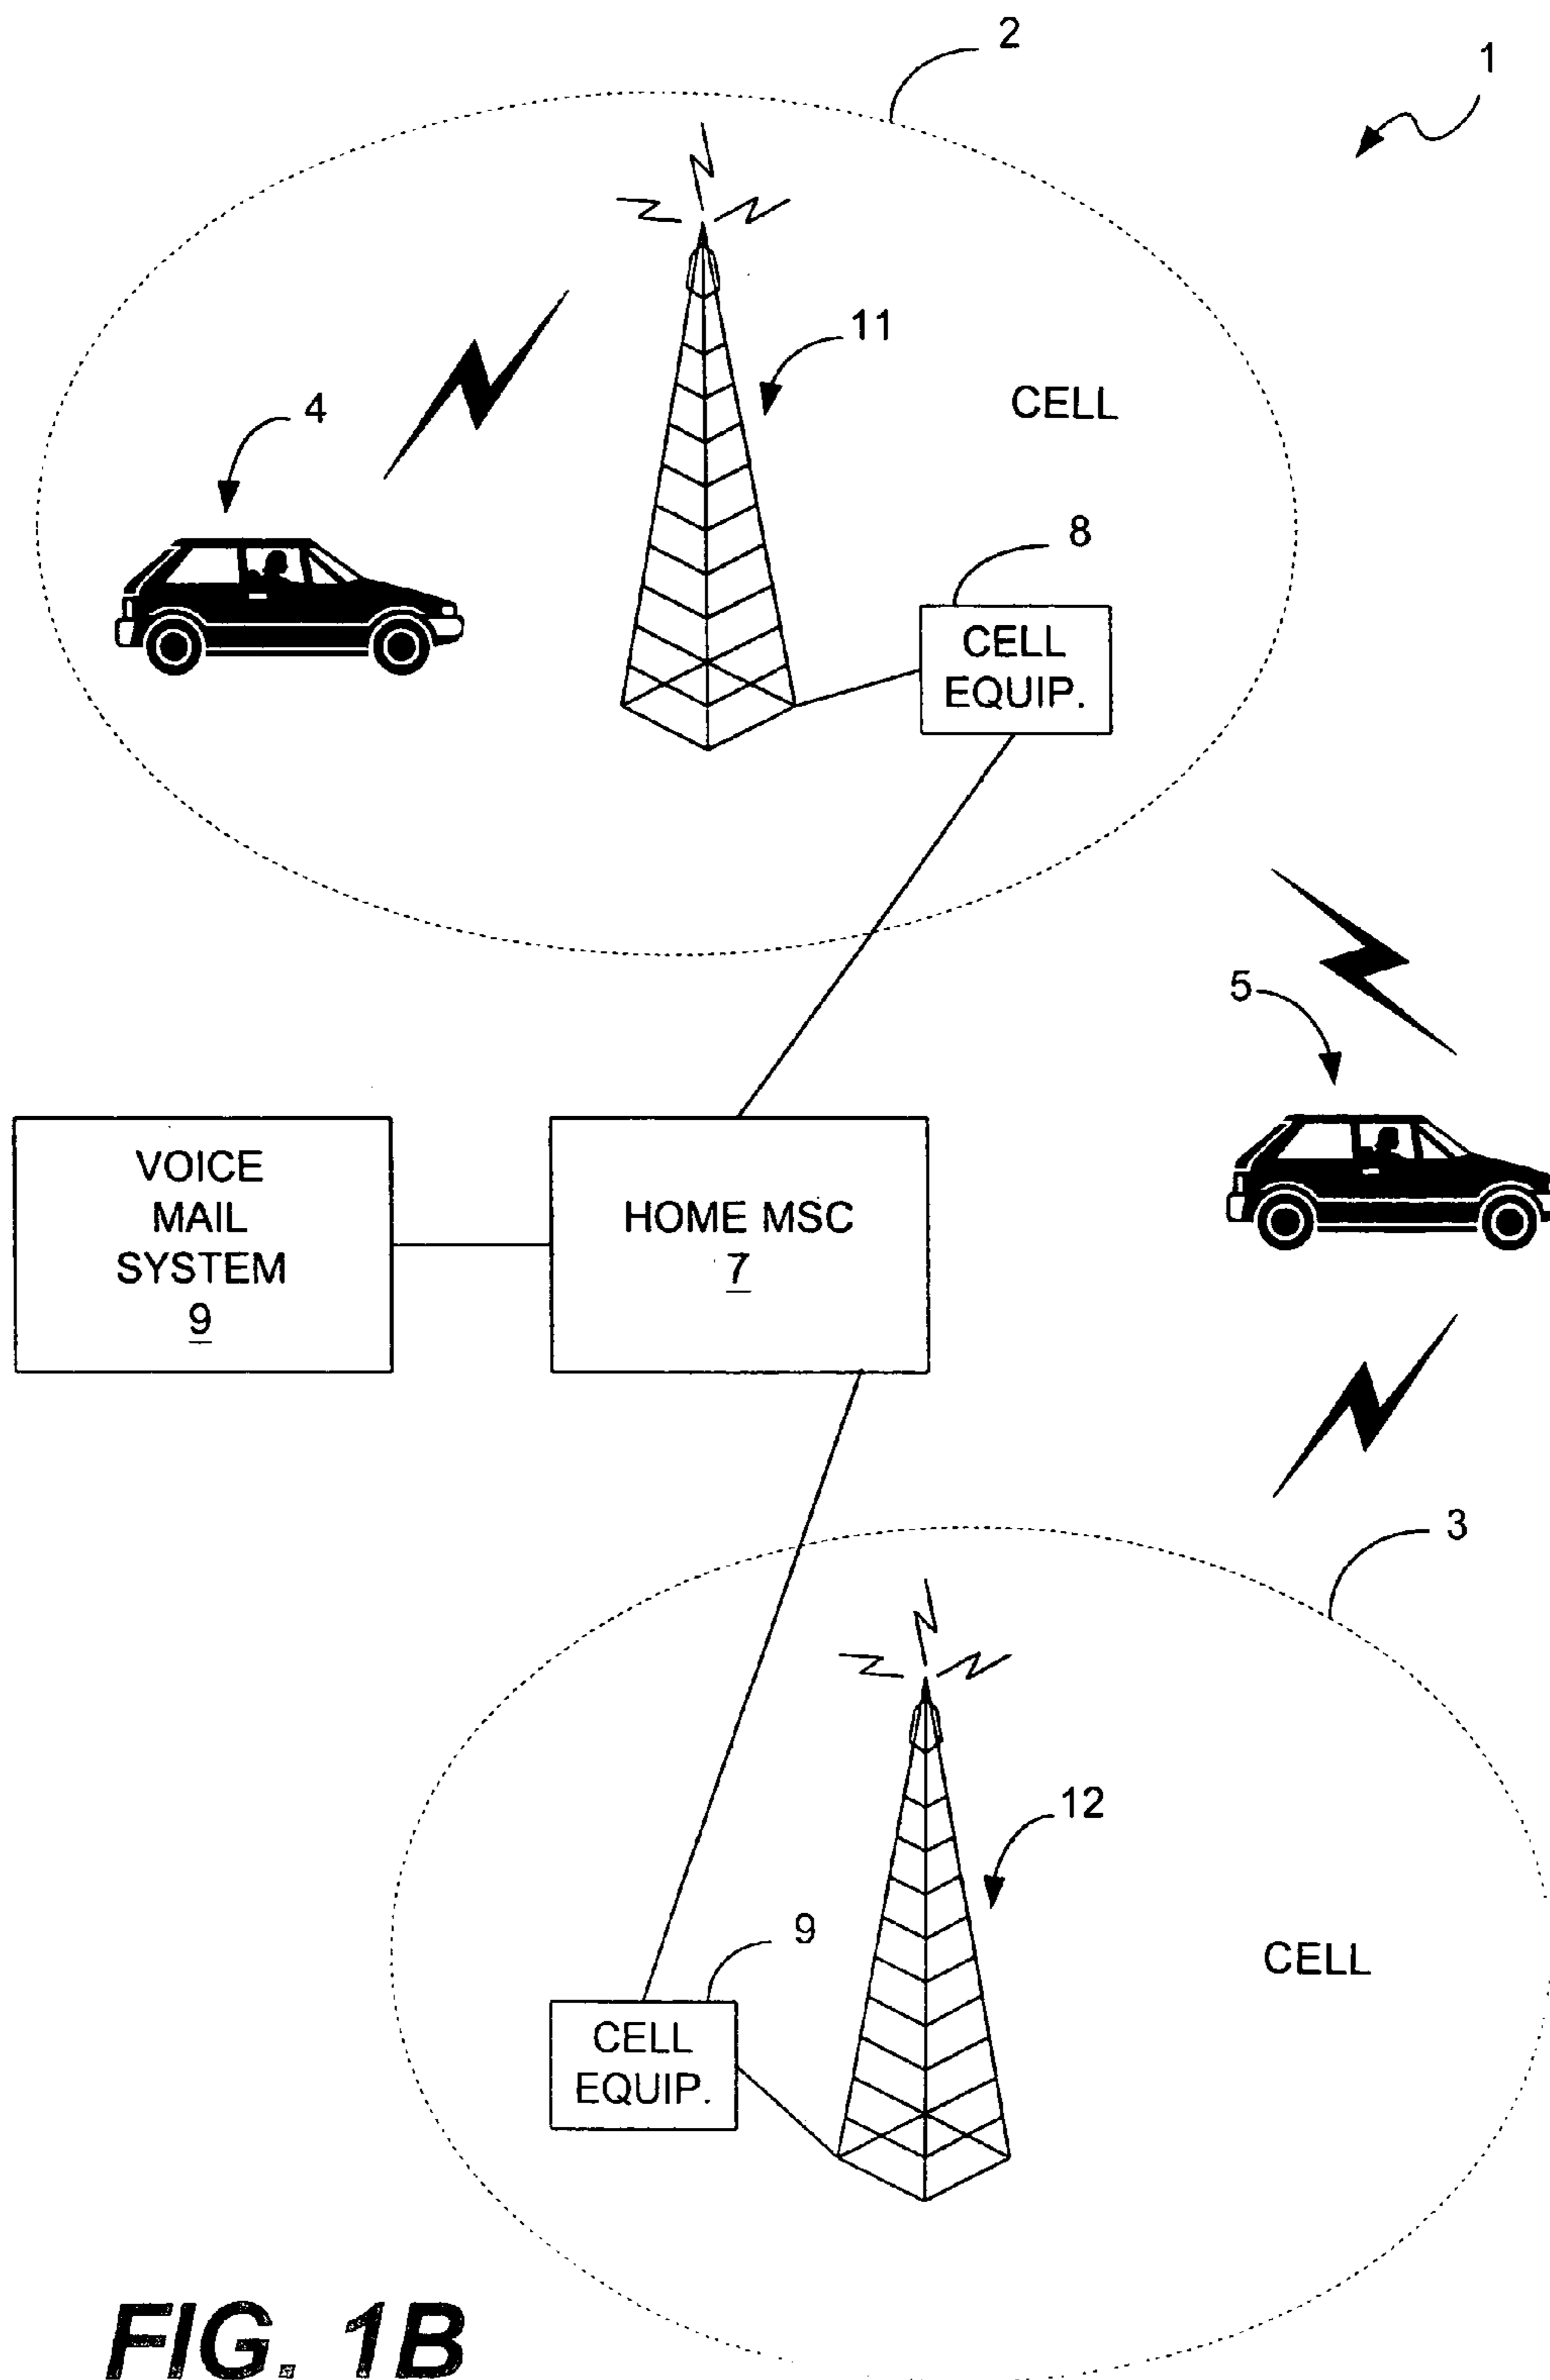 2
1
11
CELL
4
8
CELL
EQUIP.
5
VOICE
MAIL
SYSTEM
9
HOME MSC
7
3
12
9
CELL
CELL
EQUIP.
FIG. 1B